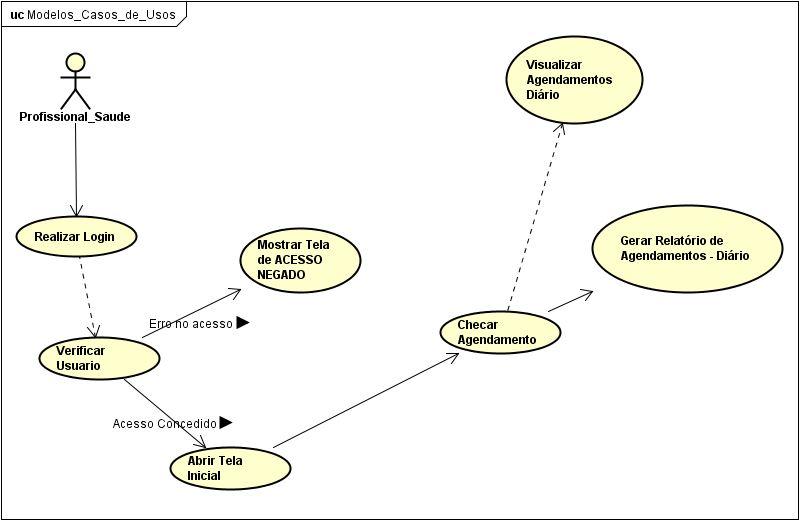 uc Modelos_Casos_de_Usos
Visualizar
Agendamentos
Diário
Profissional_Saude
Realizar Login
Mostrar Tela
de ACESSO
NEGADO
Gerar Relatório de
Agendamentos - Diário
Erro no acesso
Checar
Agendamento
Verificar
Usuario
Acesso Concedido
Abrir Tela
Inicial